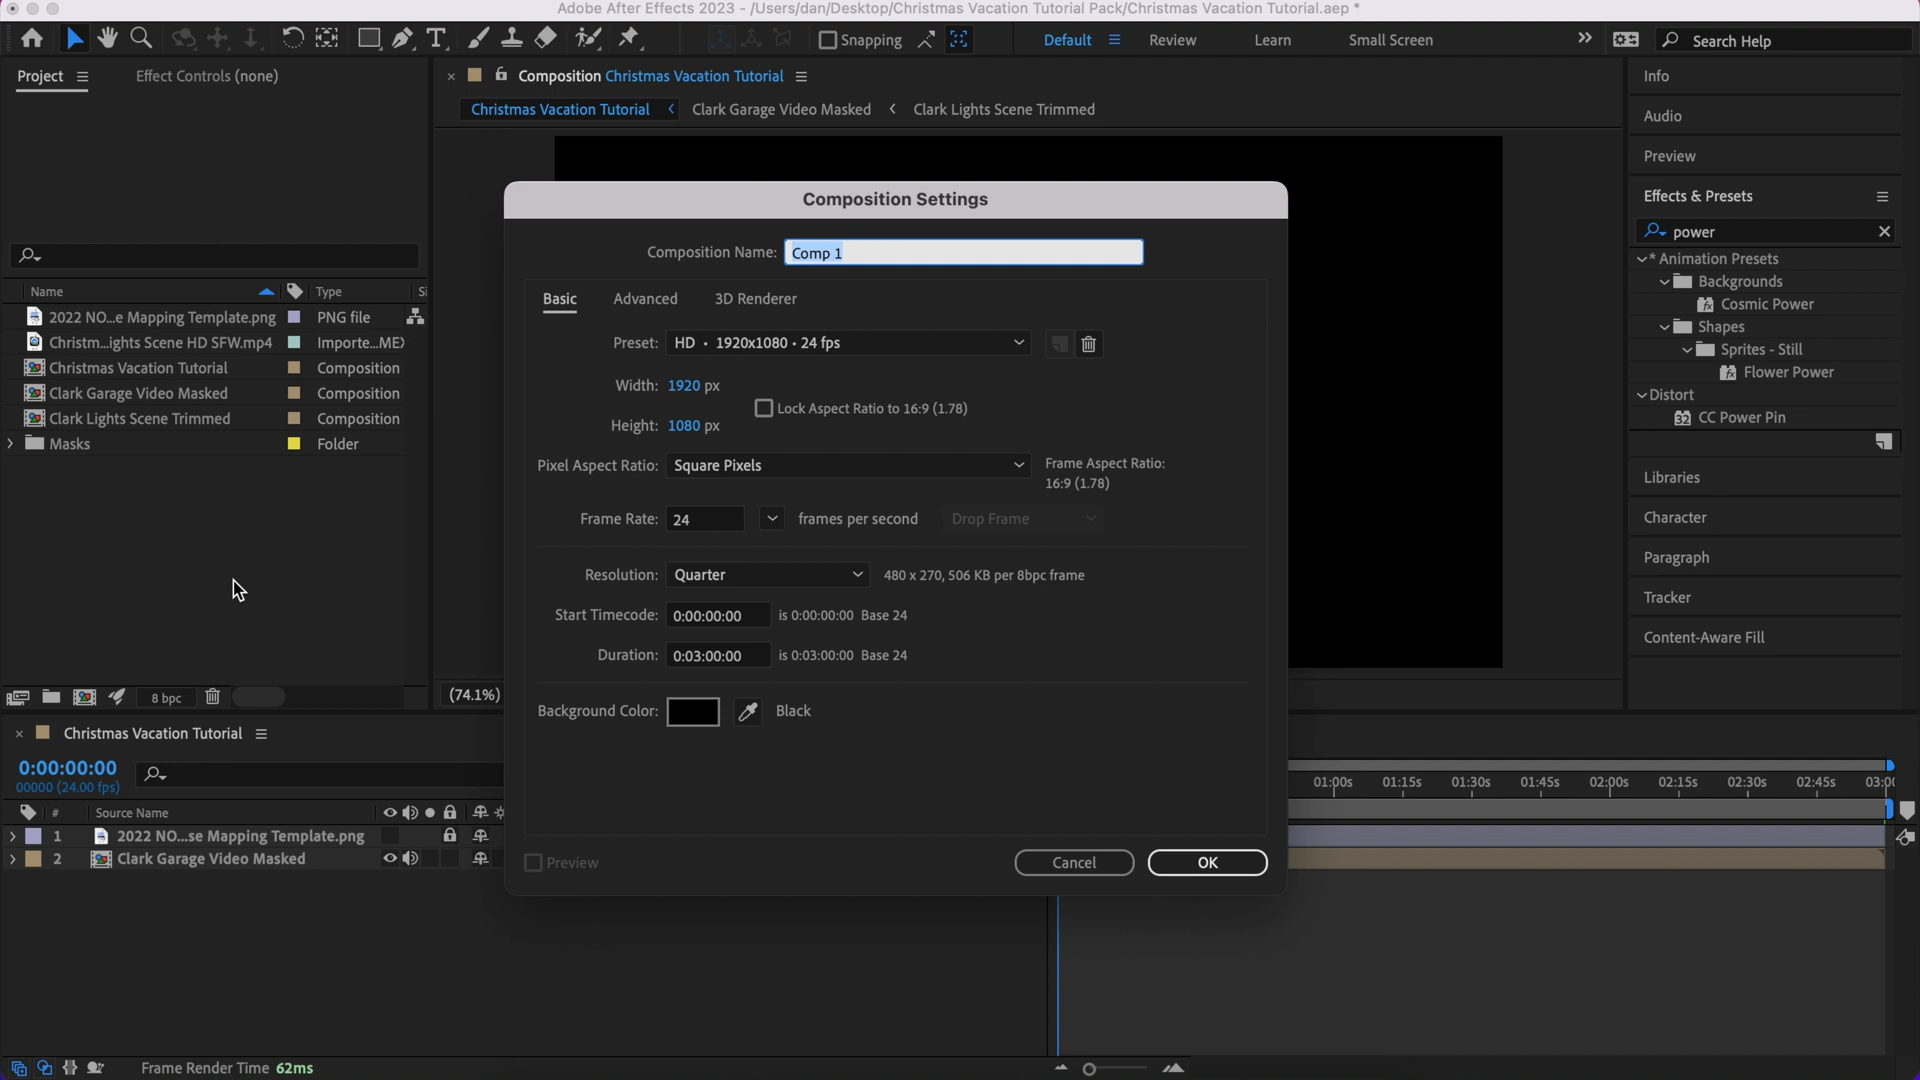 Adobe After Effects 2023 - /Users/dan/Desktop/Christmas Vacation Tutorial Pack/Christmas Vacation Tutorial.aep *
Snapping
Default
Review
Learn
Small Screen
Search Help
Project
Effect Controls (none)
Composition Christmas Vacation Tutorial
Christmas Vacation Tutorial
Clark Garage Video Masked
Clark Lights Scene Trimmed
Info
Audio
Preview
Effects & Presets
power
* Animation Presets
Backgrounds
Cosmic Power
Shapes
Sprites - Still
Flower Power
Distort
32
CC Power Pin
Libraries
Character
Paragraph
Tracker
Content-Aware Fill
Name
Type
Si
2022 NO...e Mapping Template.png
PNG file
Christm...ights Scene HD SFW.mp4
Importe...MEX
Christmas Vacation Tutorial
Composition
Clark Garage Video Masked
Composition
Clark Lights Scene Trimmed
Composition
Masks
Folder
8 bpc
(74.1%)
Composition Settings
Composition Name: Comp 1
Basic
Advanced
3D Renderer
Preset: HD • 1920x1080 • 24 fps
Width: 1920 px
Lock Aspect Ratio to 16:9 (1.78)
Height: 1080 px
Pixel Aspect Ratio: Square Pixels
Frame Aspect Ratio:
16:9 (1.78)
Frame Rate: 24
frames per second
Drop Frame
Resolution: Quarter
480 x 270, 506 KB per 8bpc frame
Start Timecode: 0:00:00:00 is 0:00:00:00 Base 24
Duration: 0:03:00:00 is 0:03:00:00 Base 24
Background Color:
Black
Preview
Cancel
OK
Christmas Vacation Tutorial
0:00:00:00
00000 (24.00 fps)
01:00s 01:15s 01:30s 01:45s 02:00s 02:15s 02:30s 02:45s 03:00
# Source Name
1 2022 NO...se Mapping Template.png
2 Clark Garage Video Masked
Frame Render Time 62ms